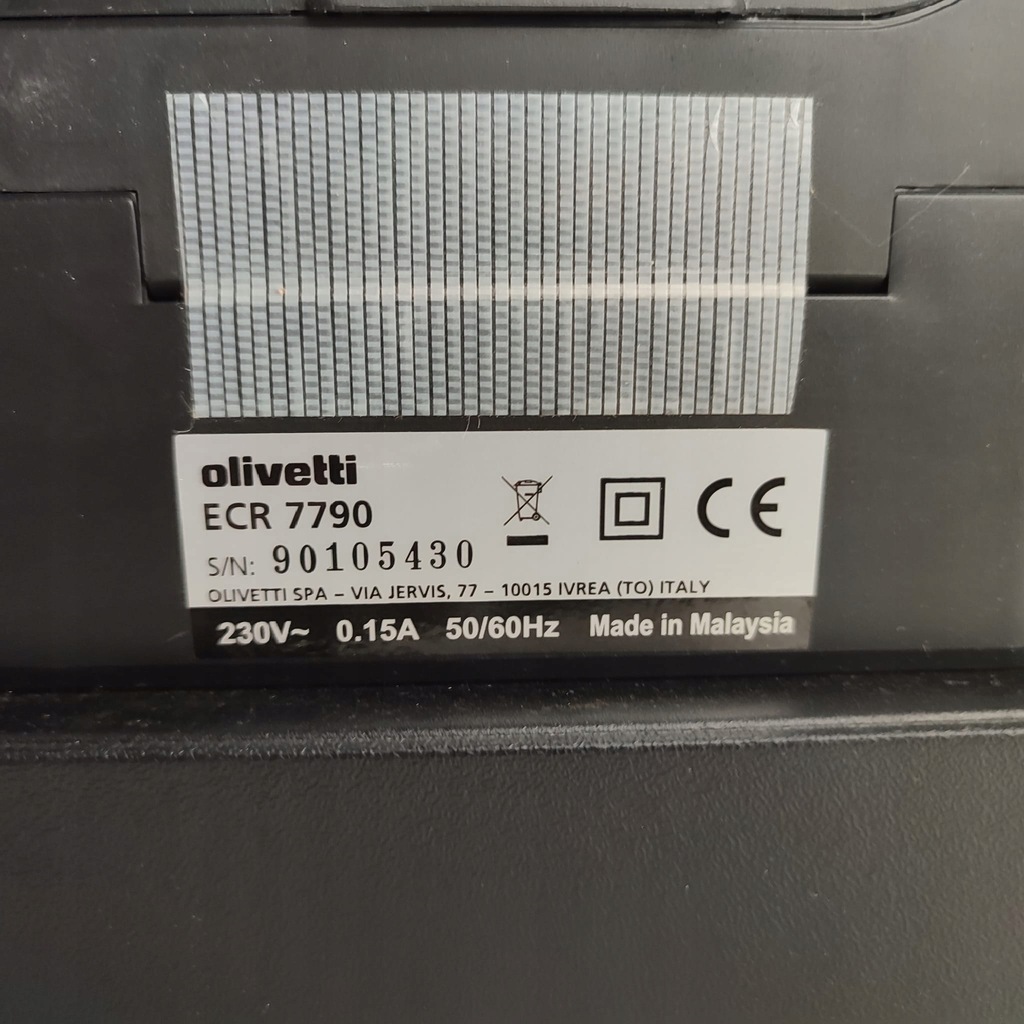 olivetti
ECR 7790
S/N: 90105430
OLIVETTI SPA – VIA JERVIS, 77 – 10015 IVREA (TO) ITALY
230V~ 0.15A 50/60Hz Made in Malaysia
CE